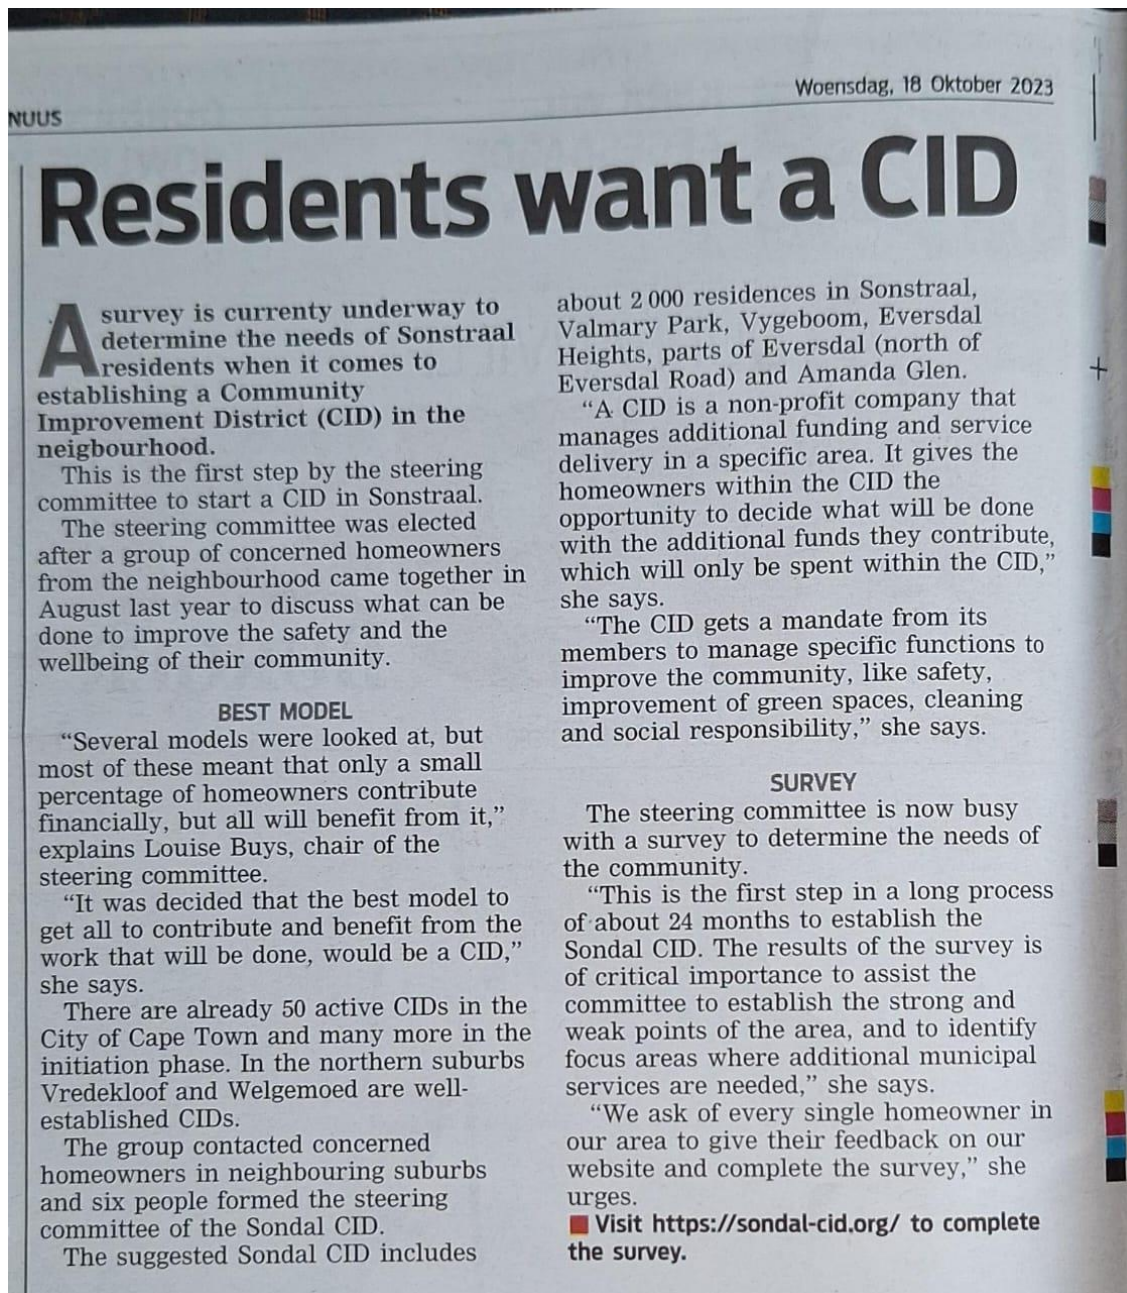 Woensdag, 18 Oktober 2023
NUUS
Residents want a CID
A survey is currenty underway to
determine the needs of Sonstraal
residents when it comes to
establishing a Community
Improvement District (CID) in the
neigbourhood.
This is the first step by the steering
committee to start a CID in Sonstraal.
The steering committee was elected
after a group of concerned homeowners
from the neighbourhood came together in
August last year to discuss what can be
done to improve the safety and the
wellbeing of their community.
BEST MODEL
“Several models were looked at, but
most of these meant that only a small
percentage of homeowners contribute
financially, but all will benefit from it,”
explains Louise Buys, chair of the
steering committee.
“It was decided that the best model to
get all to contribute and benefit from the
work that will be done, would be a CID,”
she says.
There are already 50 active CIDs in the
City of Cape Town and many more in the
initiation phase. In the northern suburbs
Vredekloof and Welgemoed are well-
established CIDs.
The group contacted concerned
homeowners in neighbouring suburbs
and six people formed the steering
committee of the Sondal CID.
The suggested Sondal CID includes
about 2 000 residences in Sonstraal,
Valmary Park, Vygeboom, Eversdal
Heights, parts of Eversdal (north of
Eversdal Road) and Amanda Glen.
“A CID is a non-profit company that
manages additional funding and service
delivery in a specific area. It gives the
homeowners within the CID the
opportunity to decide what will be done
with the additional funds they contribute,
which will only be spent within the CID,”
she says.
“The CID gets a mandate from its
members to manage specific functions to
improve the community, like safety,
improvement of green spaces, cleaning
and social responsibility,” she says.
SURVEY
The steering committee is now busy
with a survey to determine the needs of
the community.
“This is the first step in a long process
of about 24 months to establish the
Sondal CID. The results of the survey is
of critical importance to assist the
committee to establish the strong and
weak points of the area, and to identify
focus areas where additional municipal
services are needed,” she says.
“We ask of every single homeowner in
our area to give their feedback on our
website and complete the survey,” she
urges.
■ Visit https://sondal-cid.org/ to complete
the survey.